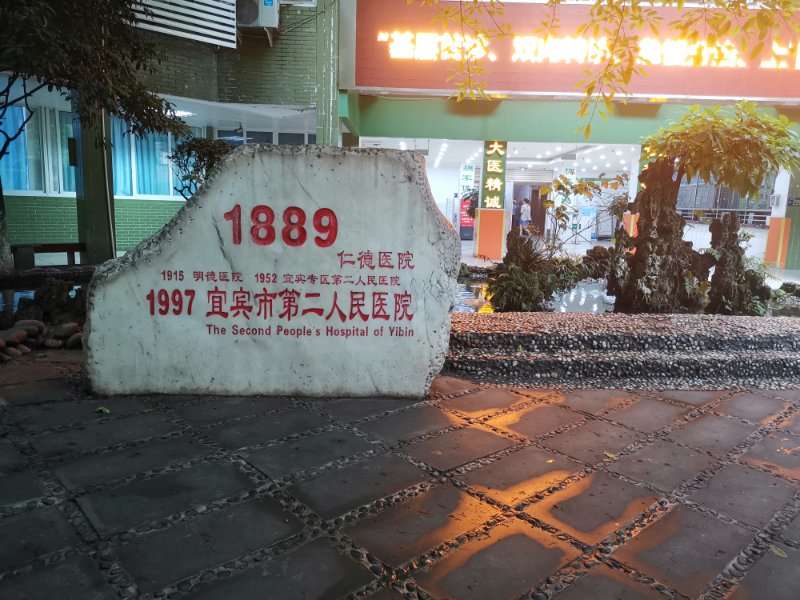 1889
仁德医院
1915 明德医院 1952 宜宾专区第二人民医院
1997 宜宾市第二人民医院
The Second People's Hospital of Yibin
大医精诚